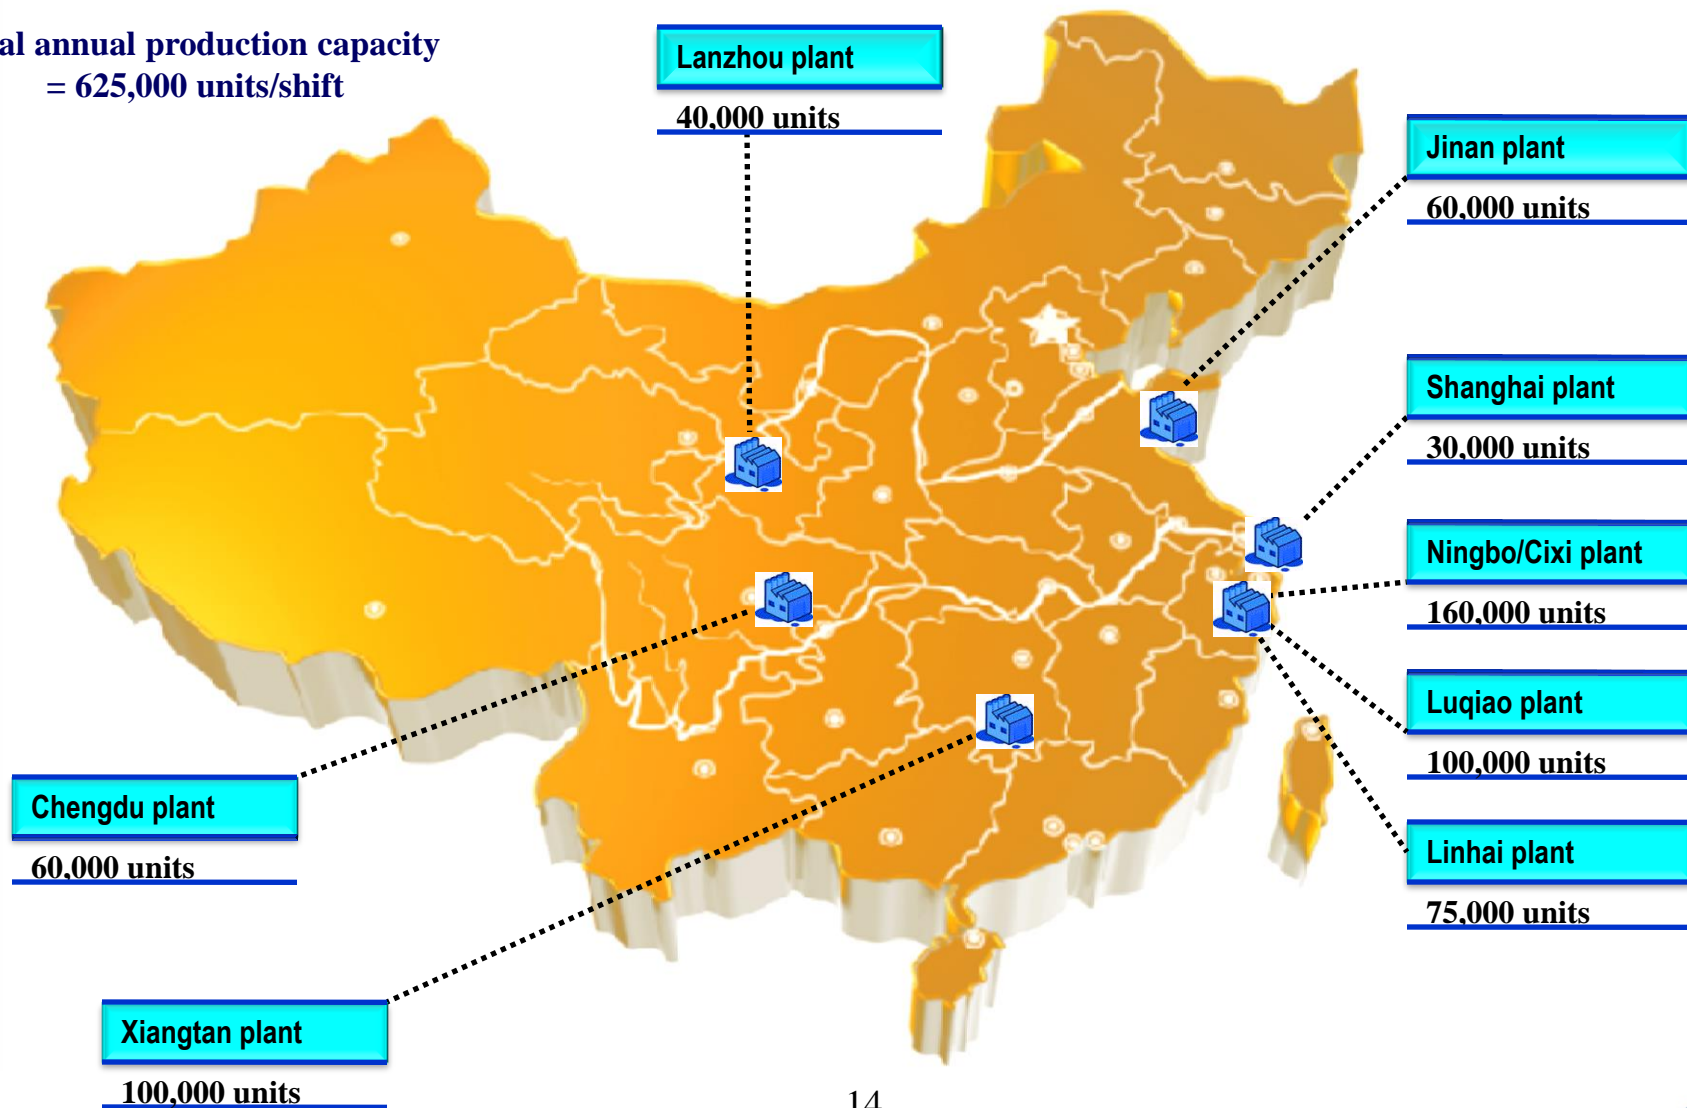 al annual production capacity
= 625,000 units/shift
Lanzhou plant
40,000 units
Jinan plant
60,000 units
Shanghai plant
30,000 units
Ningbo/Cixi plant
160,000 units
Luqiao plant
100,000 units
Linhai plant
75,000 units
Chengdu plant
60,000 units
Xiangtan plant
100,000 units
14